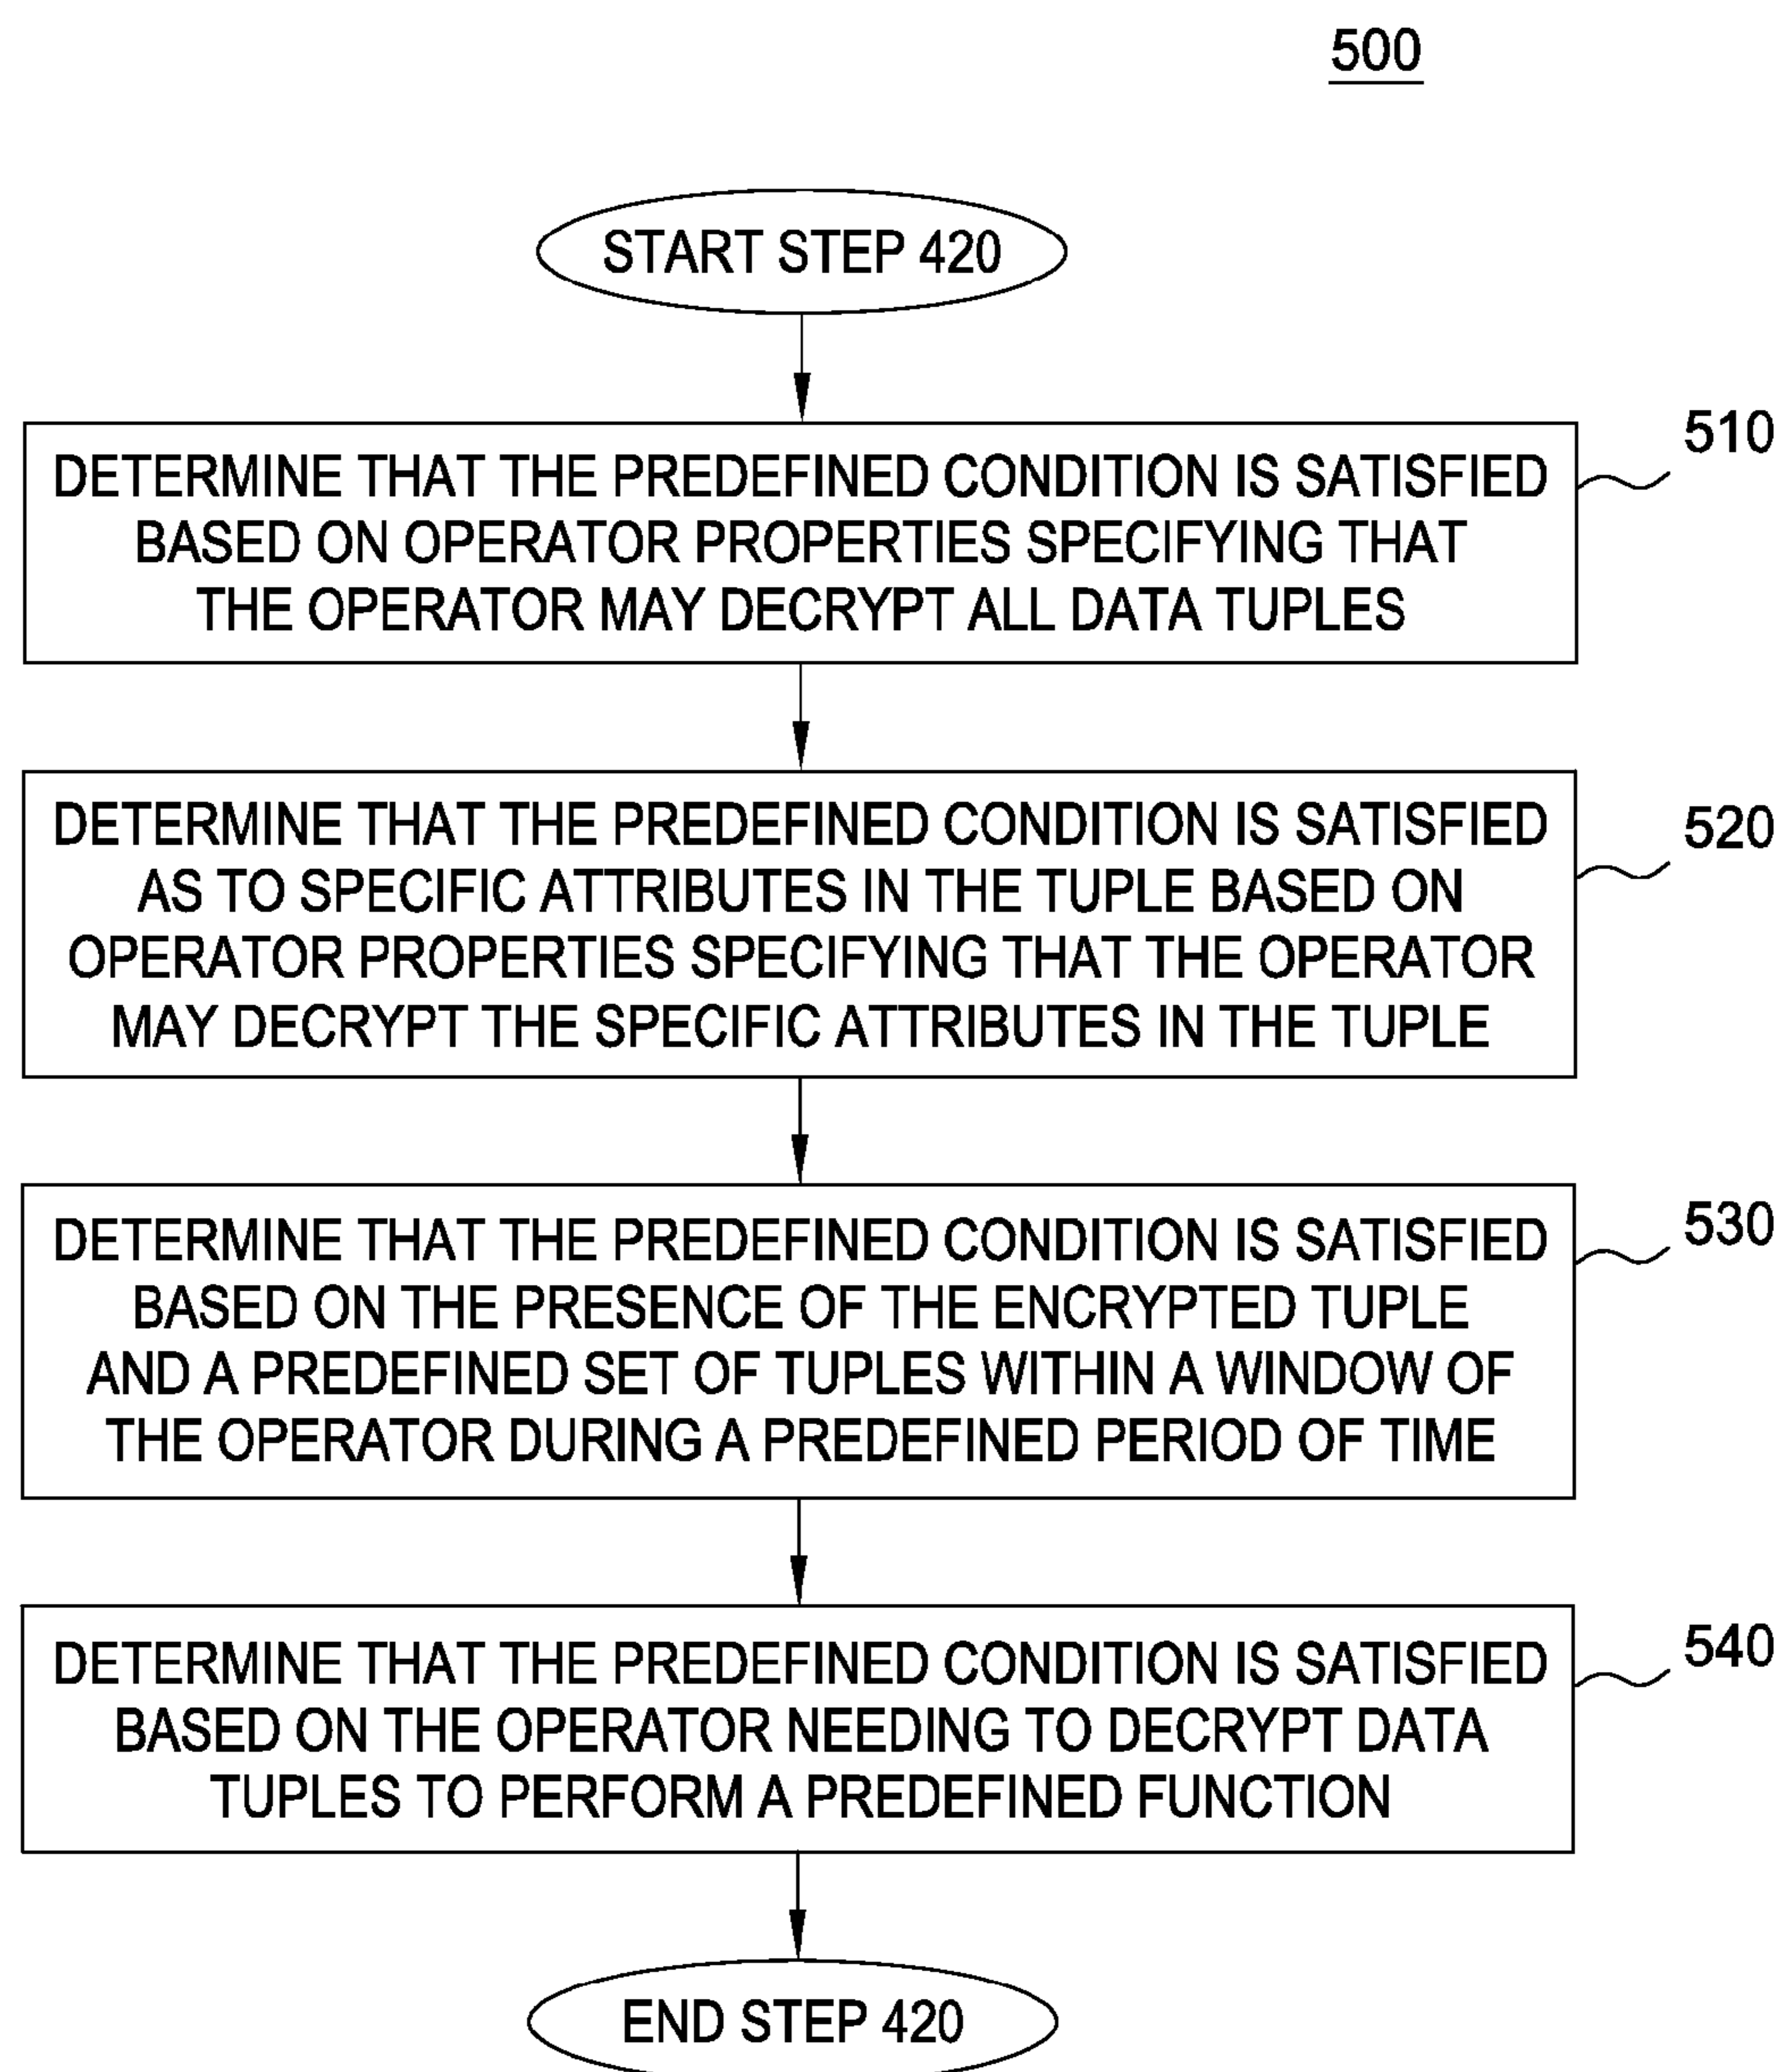 500
START STEP 420
510
DETERMINE THAT THE PREDEFINED CONDITION IS SATISFIED
BASED ON OPERATOR PROPERTIES SPECIFYING THAT
THE OPERATOR MAY DECRYPT ALL DATA TUPLES
520
DETERMINE THAT THE PREDEFINED CONDITION IS SATISFIED
AS TO SPECIFIC ATTRIBUTES IN THE TUPLE BASED ON
OPERATOR PROPERTIES SPECIFYING THAT THE OPERATOR
MAY DECRYPT THE SPECIFIC ATTRIBUTES IN THE TUPLE
530
DETERMINE THAT THE PREDEFINED CONDITION IS SATISFIED
BASED ON THE PRESENCE OF THE ENCRYPTED TUPLE
AND A PREDEFINED SET OF TUPLES WITHIN A WINDOW OF
THE OPERATOR DURING A PREDEFINED PERIOD OF TIME
540
DETERMINE THAT THE PREDEFINED CONDITION IS SATISFIED
BASED ON THE OPERATOR NEEDING TO DECRYPT DATA
TUPLES TO PERFORM A PREDEFINED FUNCTION
END STEP 420